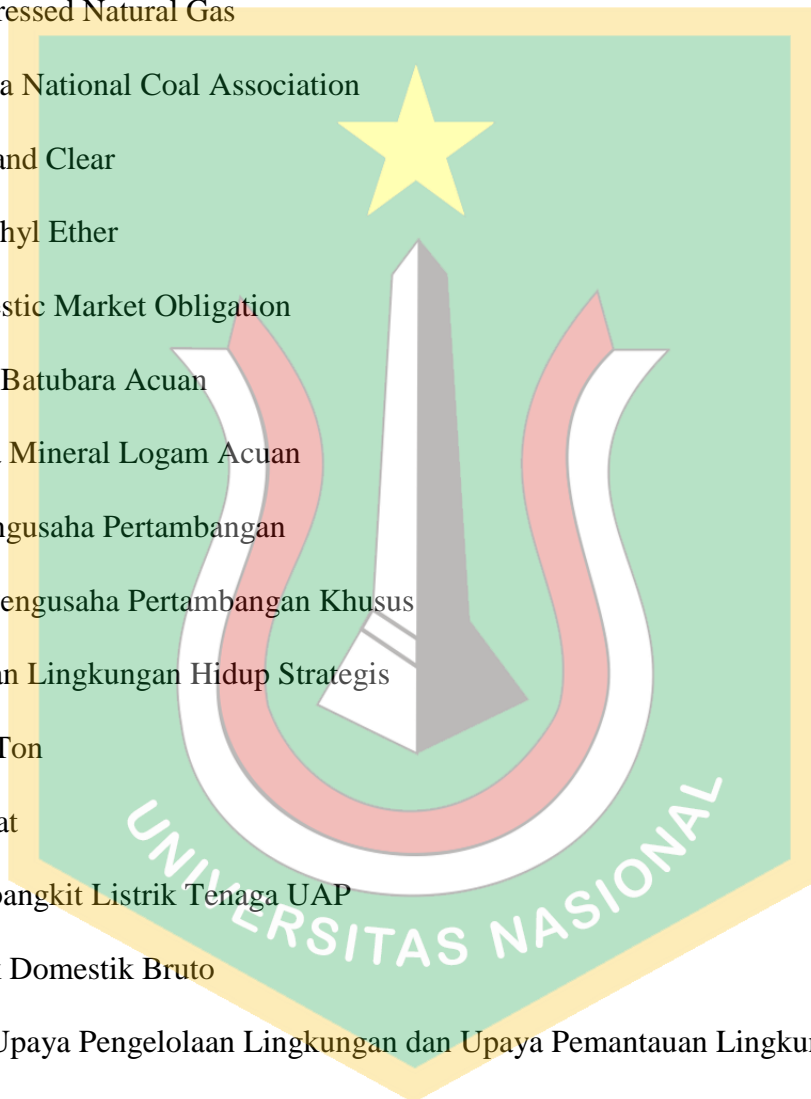 ressed Natural Gas
a National Coal Association
and Clear
hyl Ether
stic Market Obligation
Batubara Acuan
Mineral Logam Acuan
ngusaha Pertambangan
engusaha Pertambangan Khusus
an Lingkungan Hidup Strategis
Ton
at
bangkit Listrik Tenaga UAP
Domestik Bruto
Upaya Pengelolaan Lingkungan dan Upaya Pemantauan Lingku
UNIVERSITAS NASIONAL